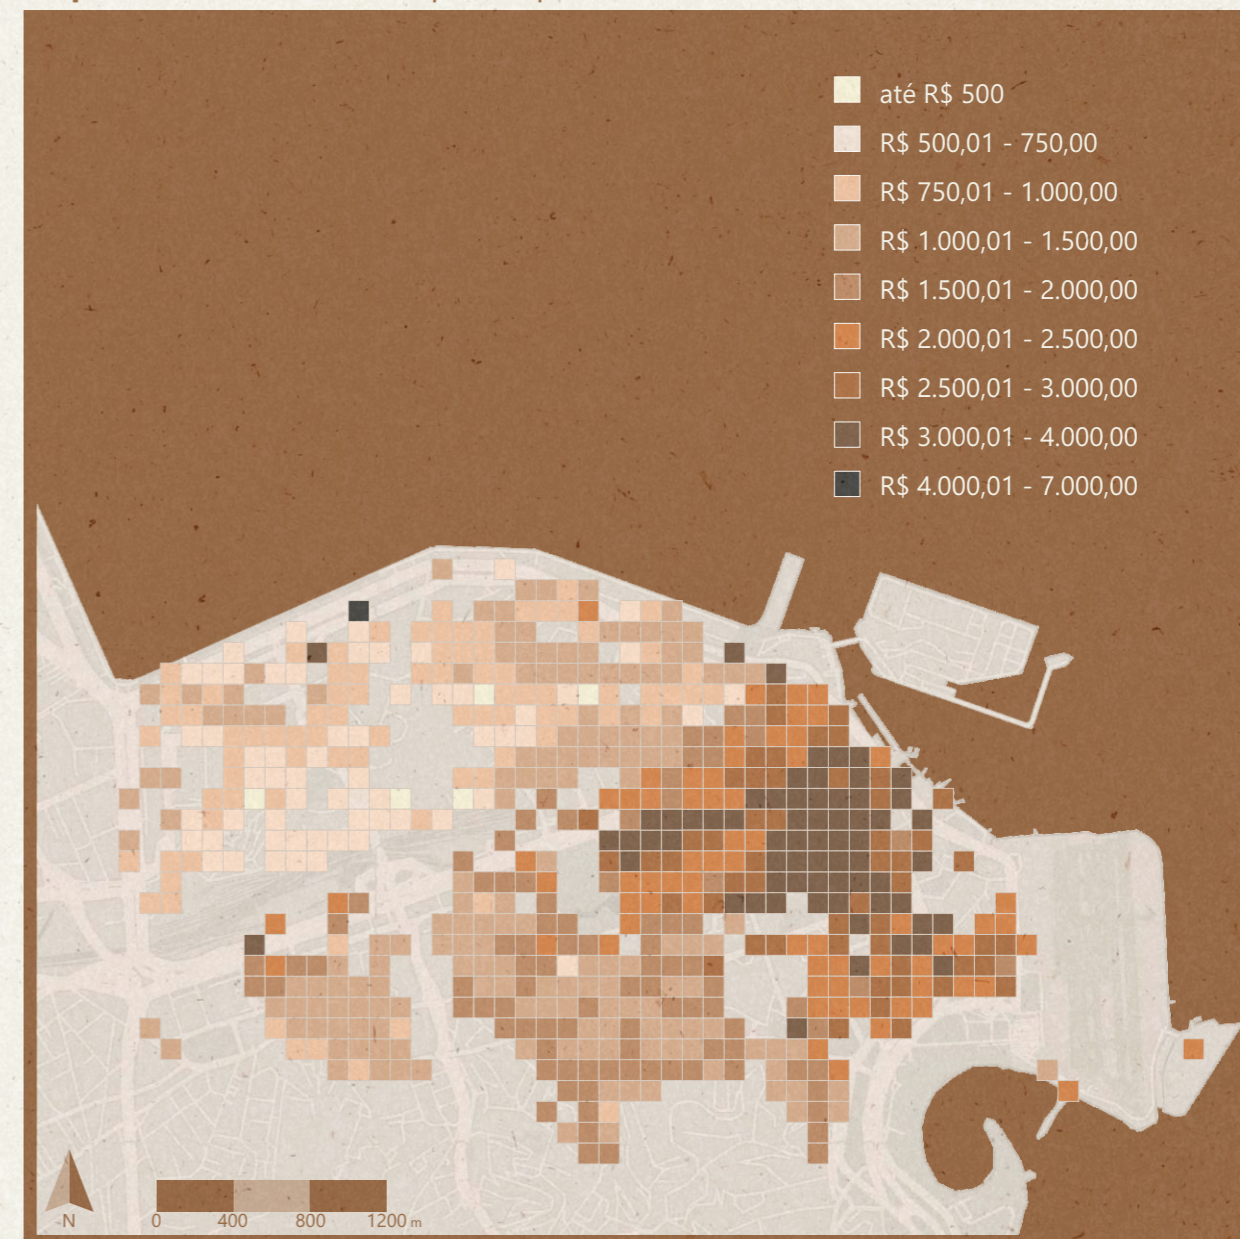 até R$ 500
R$ 500,01 - 750,00
R$ 750,01 - 1.000,00
R$ 1.000,01 - 1.500,00
R$ 1.500,01 - 2.000,00
R$ 2.000,01 - 2.500,00
R$ 2.500,01 - 3.000,00
R$ 3.000,01 - 4.000,00
R$ 4.000,01 - 7.000,00
N
0 400 800 1200 m